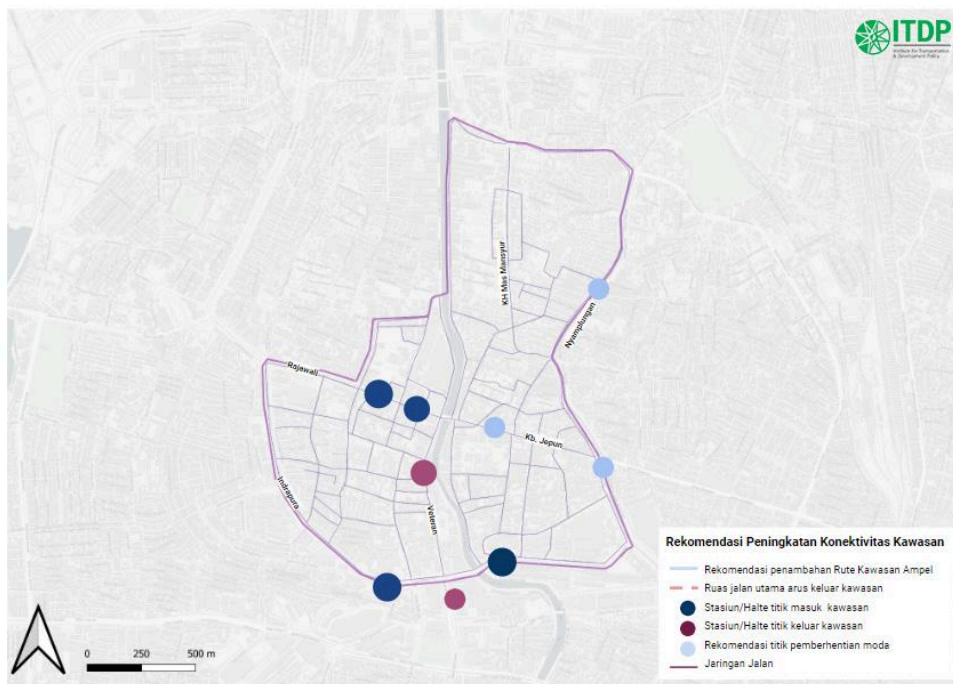 ITDP
Institute for Transportation
& Development Policy
KH Mas Mansyur
Nyamplungan
Rajawali
Kb. Jepun
Indrapura
Veteran
Rekomendasi Peningkatan Konektivitas Kawasan
Rekomendasi penambahan Rute Kawasan Ampel
Ruas jalan utama arus keluar kawasan
Stasiun/Halte titik masuk kawasan
Stasiun/Halte titik keluar kawasan
Rekomendasi titik pemberhentian moda
Jaringan Jalan
0 250 500 m